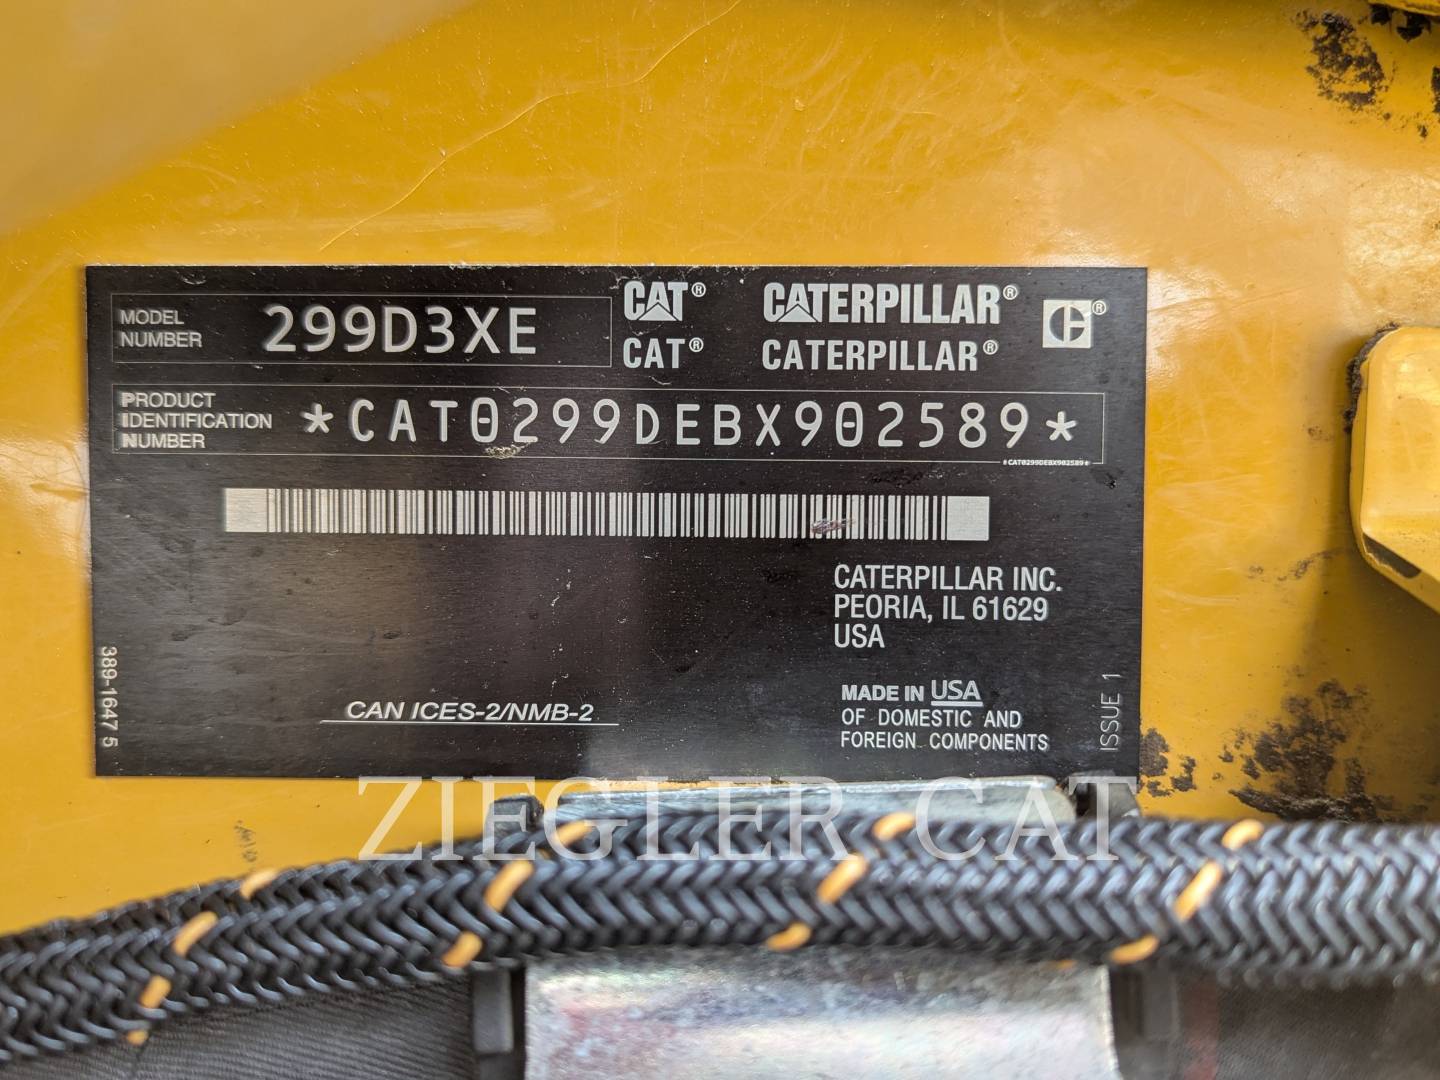 MODEL NUMBER 299D3XE
CAT® CATERPILLAR® C®
CAT® CATERPILLAR®
PRODUCT IDENTIFICATION NUMBER *CAT0299DEBX902589*
*CAT0299DEBX902589*
CATERPILLAR INC.
PEORIA, IL 61629
USA
389-1647 5
CAN ICES-2/NMB-2
MADE IN USA
OF DOMESTIC AND
FOREIGN COMPONENTS
ISSUE 1
ZIEGLER CAT